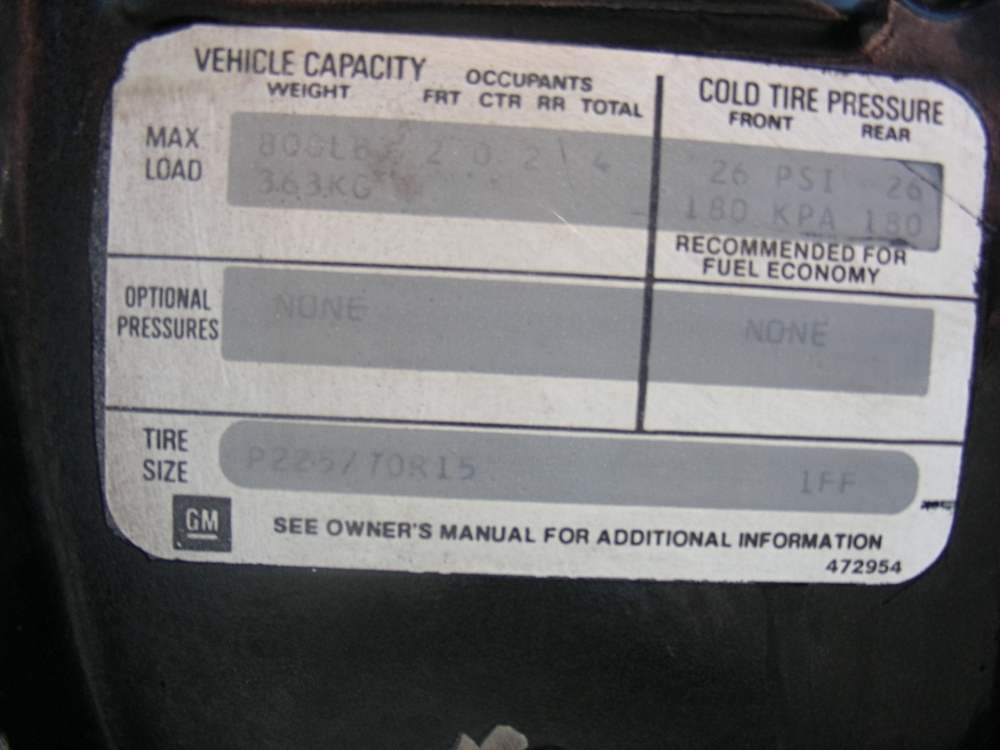 VEHICLE CAPACITY
WEIGHT
OCCUPANTS
FRT CTR RR TOTAL
COLD TIRE PRESSURE
FRONT REAR
MAX LOAD
800LB 2 0 2 4
363KG
26 PSI 26
180 KPA 180
RECOMMENDED FOR
FUEL ECONOMY
OPTIONAL
PRESSURES
NONE
NONE
TIRE
SIZE
P225/70R15 1FF
GM
SEE OWNER'S MANUAL FOR ADDITIONAL INFORMATION
472954